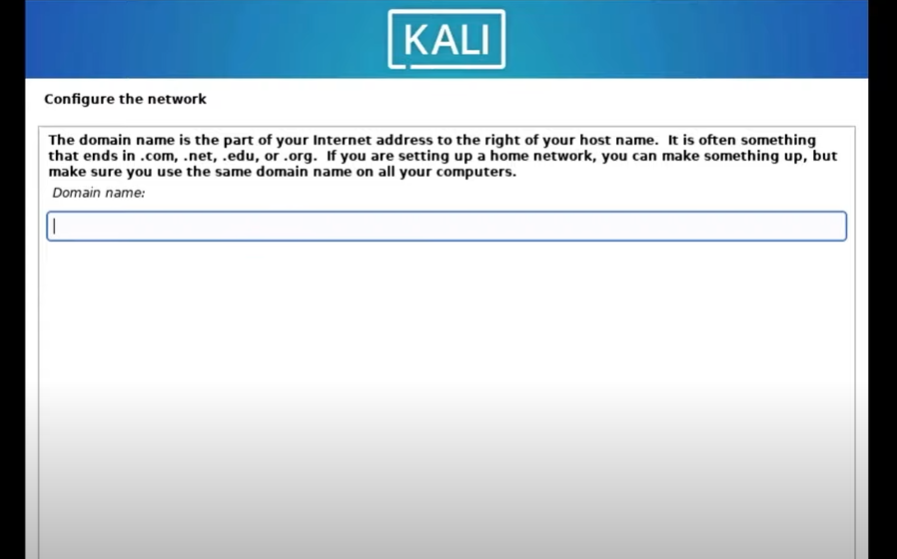 KALI
Configure the network
The domain name is the part of your Internet address to the right of your host name.  It is often something
that ends in .com, .net, .edu, or .org.  If you are setting up a home network, you can make something up, but
make sure you use the same domain name on all your computers.
Domain name: